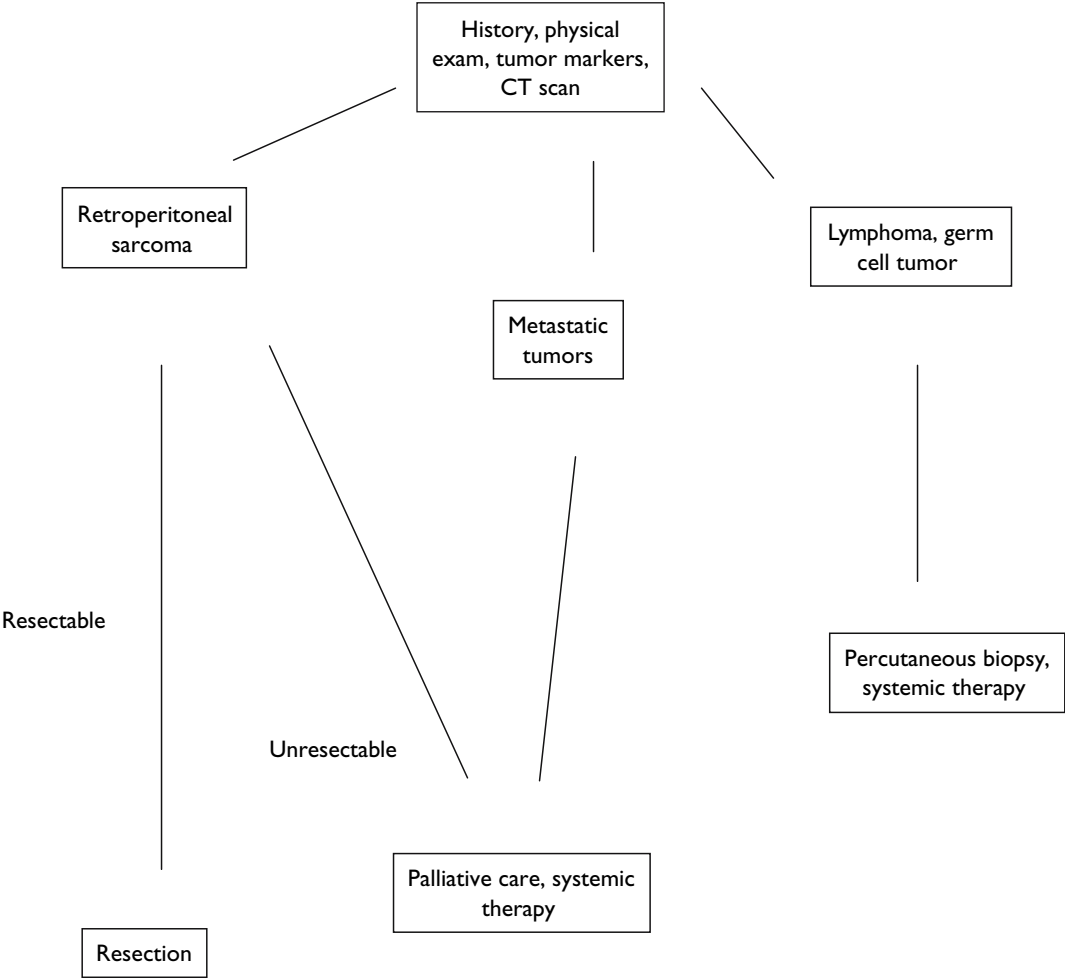 History, physical
exam, tumor markers,
CT scan
Retroperitoneal
sarcoma
Lymphoma, germ
cell tumor
Metastatic
tumors
Resectable
Percutaneous biopsy,
systemic therapy
Unresectable
Palliative care, systemic
therapy
Resection